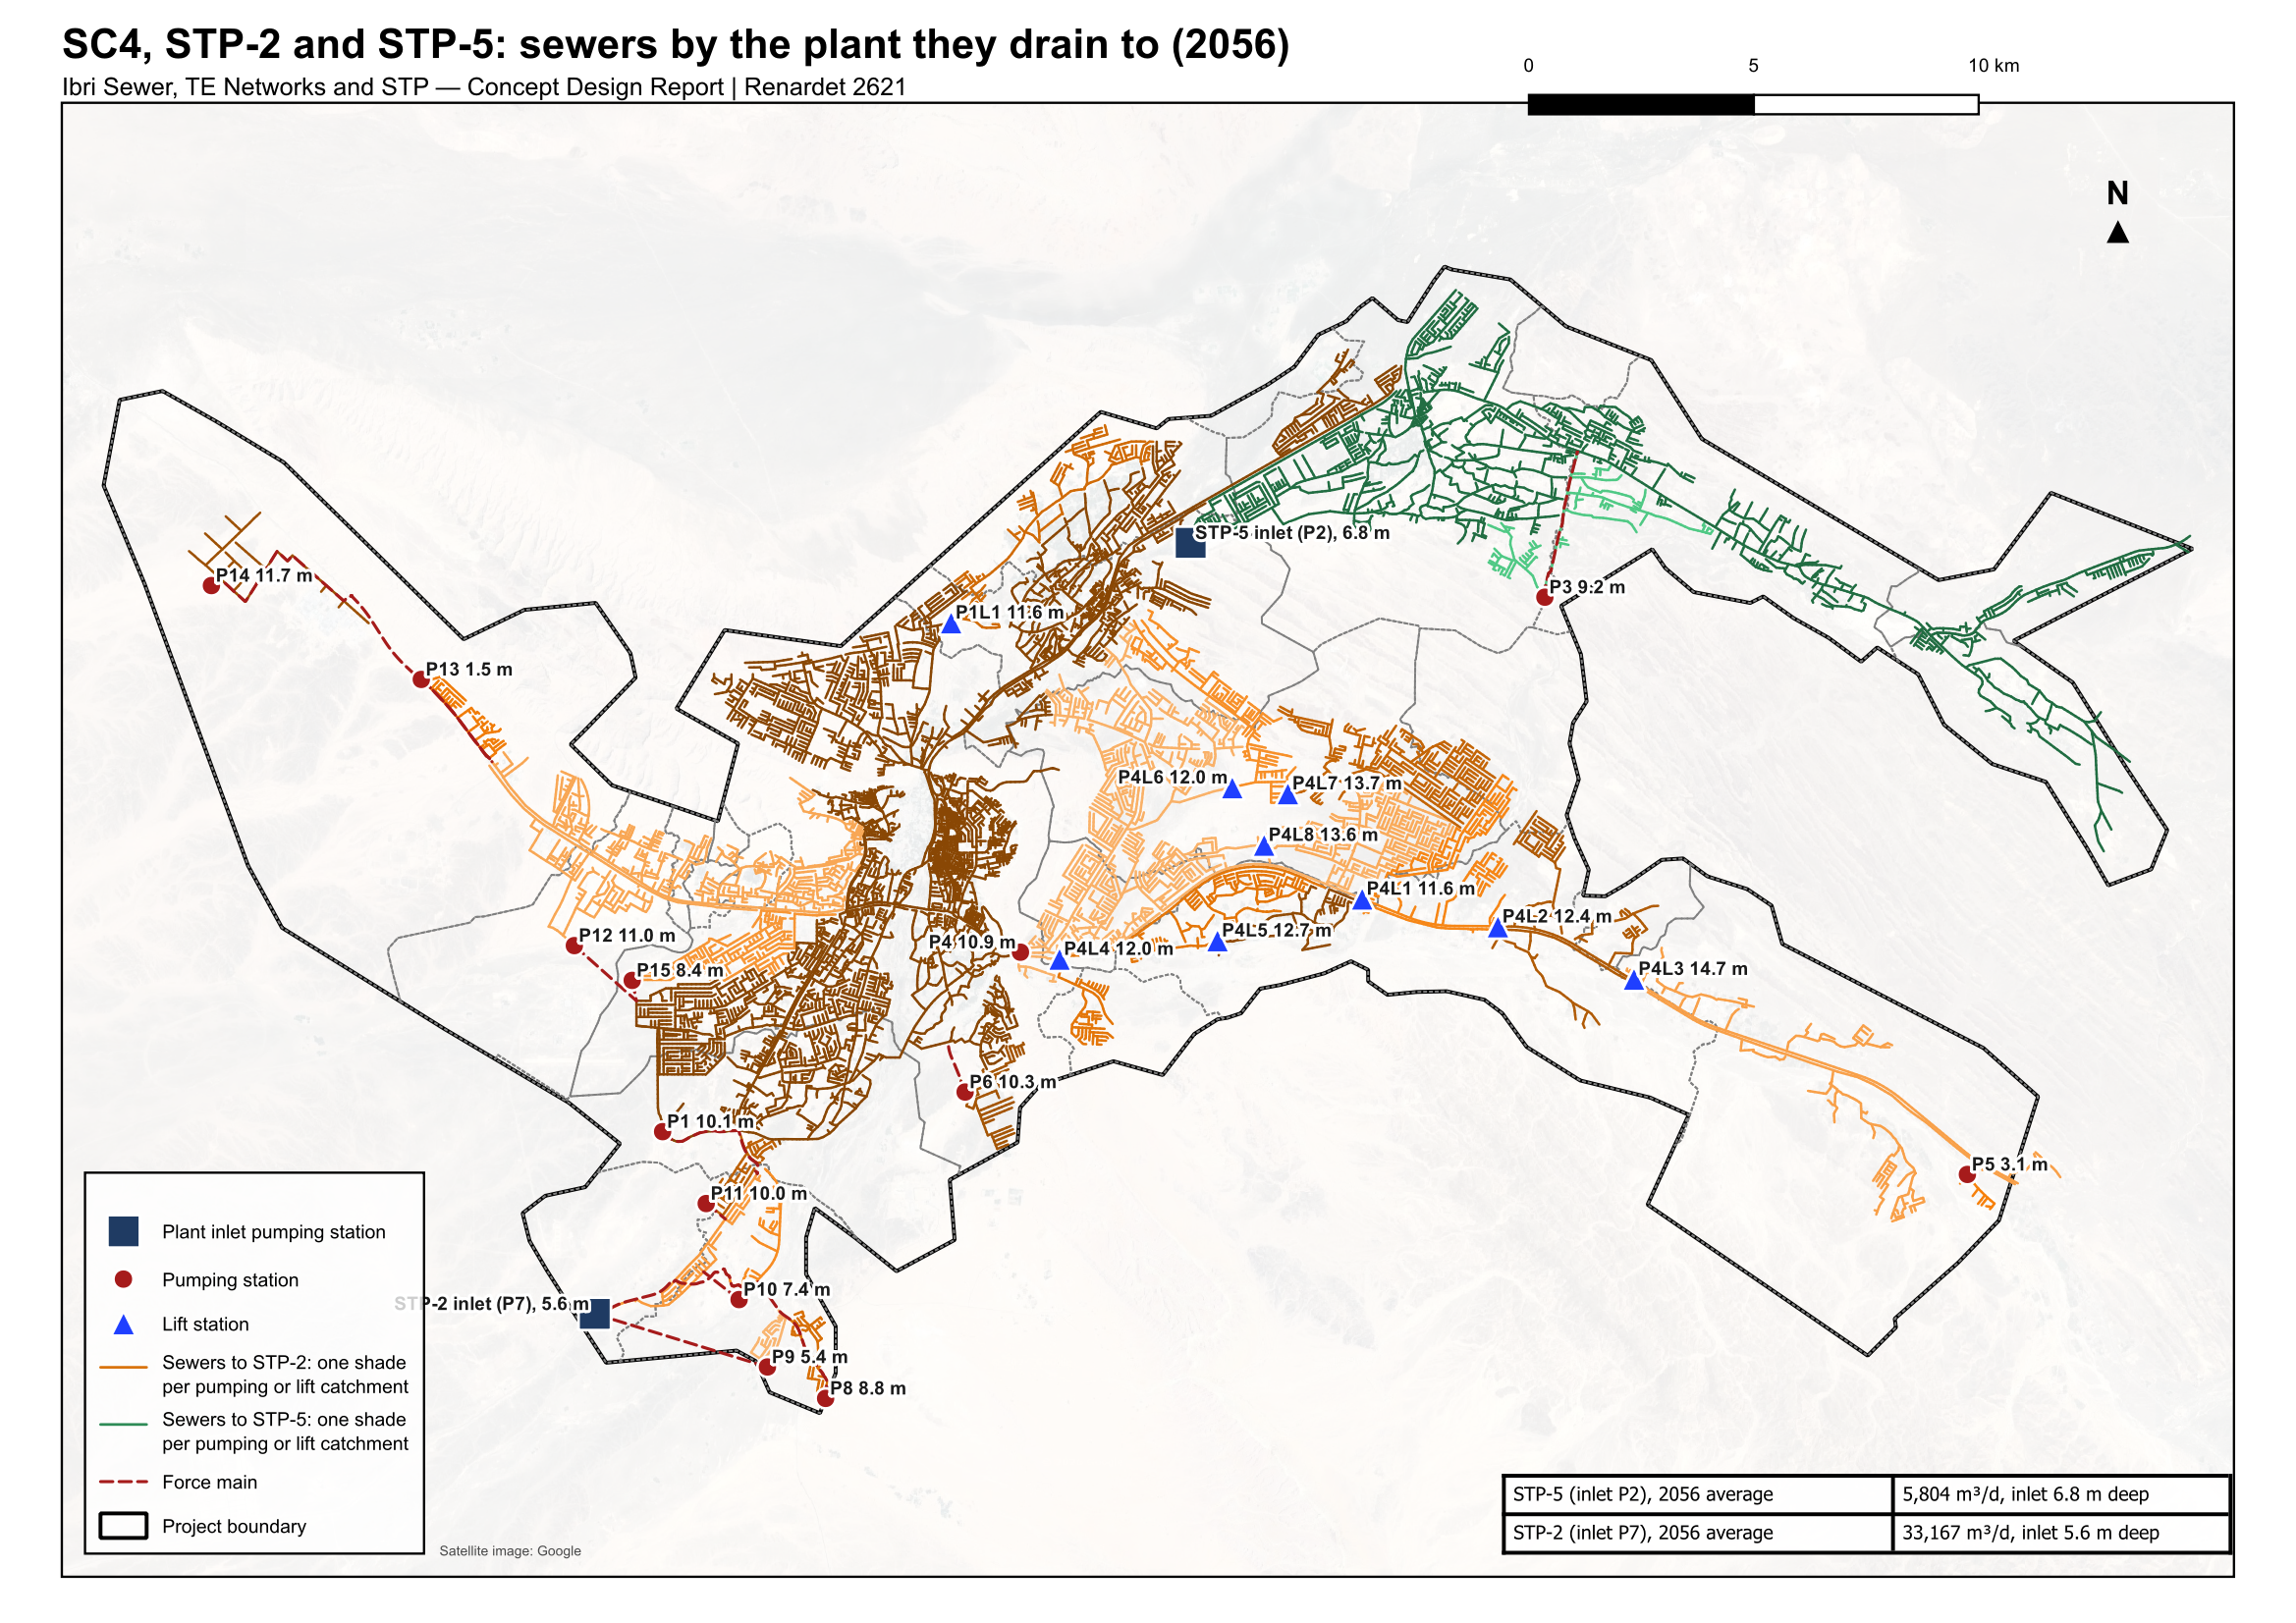 SC4, STP-2 and STP-5: sewers by the plant they drain to (2056)
Ibri Sewer, TE Networks and STP — Concept Design Report | Renardet 2621
0 5 10 km
N
STP-5 inlet (P2), 6.8 m
P14 11.7 m
P3 9.2 m
P1L1 11.6 m
P13 1.5 m
P4L6 12.0 m
P4L7 13.7 m
P4L8 13.6 m
P4L1 11.6 m
P4L2 12.4 m
P12 11.0 m
P4 10.9 m
P4L5 12.7 m
P4L4 12.0 m
P15 8.4 m
P4L3 14.7 m
P6 10.3 m
P1 10.1 m
P5 3.1 m
P11 10.0 m
P10 7.4 m
STP-2 inlet (P7), 5.6 m
P9 5.4 m
P8 8.8 m
Plant inlet pumping station
Pumping station
Lift station
Sewers to STP-2: one shade
per pumping or lift catchment
Sewers to STP-5: one shade
per pumping or lift catchment
Force main
Project boundary
Satellite image: Google
STP-5 (inlet P2), 2056 average 5,804 m³/d, inlet 6.8 m deep
STP-2 (inlet P7), 2056 average 33,167 m³/d, inlet 5.6 m deep